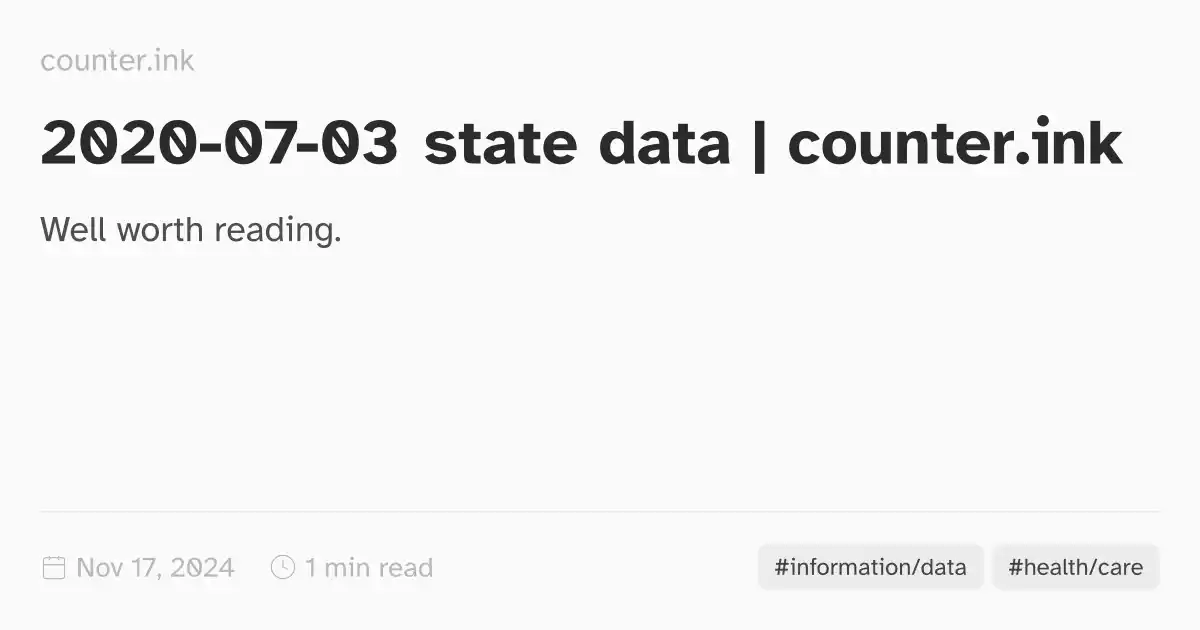 counter.ink
2020-07-03 state data | counter.ink
Well worth reading.
Nov 17, 2024 1 min read #information/data #health/care